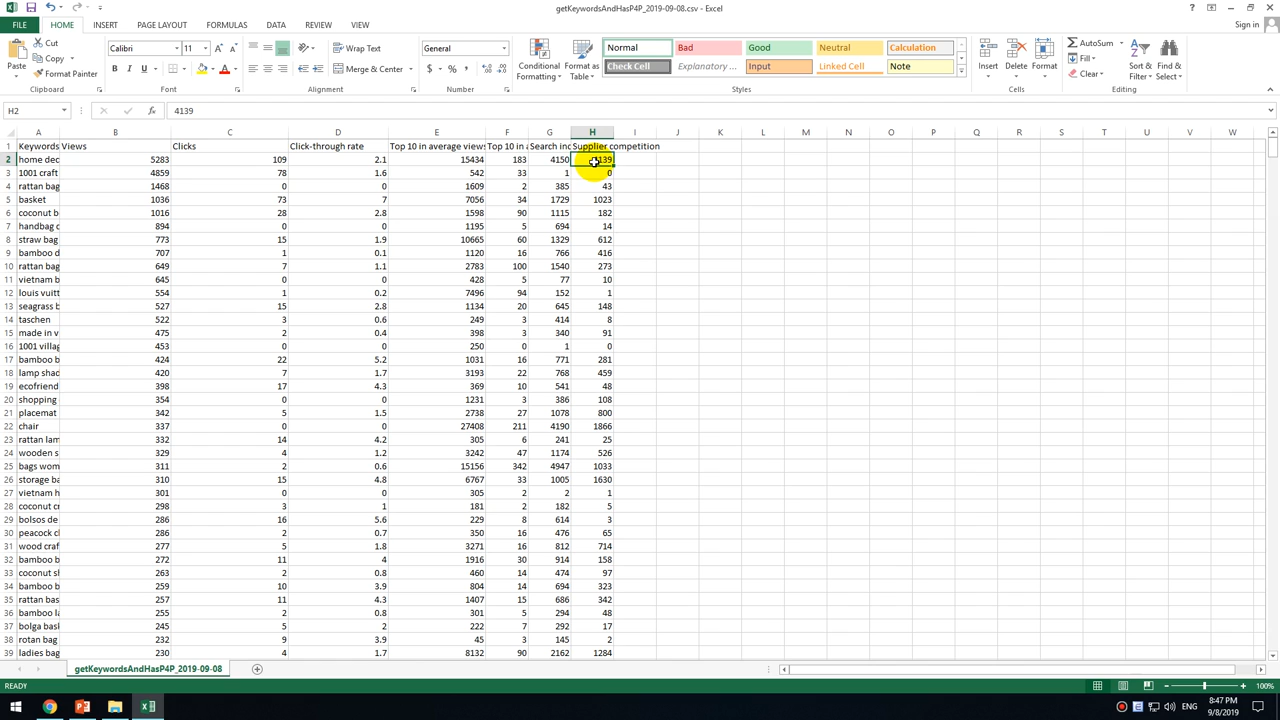 getKeywordsAndHasP4P_2019-09-08.csv - Excel
FILE HOME INSERT PAGE LAYOUT FORMULAS DATA REVIEW VIEW Sign in
Paste Cut Copy Format Painter Clipboard
Calibri 11 B I U Font
Wrap Text Merge & Center Alignment
General $ % , Number
Conditional Formatting Format as Table Normal Bad Good Neutral Calculation
Check Cell Explanatory ... Input Linked Cell Note Styles
Insert Delete Format Cells
AutoSum Fill Clear Sort & Filter Find & Select Editing
H2 fx 4139
A B C D E F G H I J K L M N O P Q R S T U V W
1 Keywords Views Clicks Click-through rate Top 10 in average views Top 10 in a Search inc Supplier competition
2 home dec 5283 109 2.1 15434 183 4150 4139
3 1001 craft 4859 78 1.6 542 33 1 0
4 rattan bag 1468 0 0 1609 2 385 43
5 basket 1036 73 7 7056 34 1729 1023
6 coconut b 1016 28 2.8 1598 90 1115 182
7 handbag c 894 0 0 1195 5 694 14
8 straw bag 773 15 1.9 10665 60 1329 612
9 bamboo d 707 1 0.1 1120 16 766 416
10 rattan bag 649 7 1.1 2783 100 1540 273
11 vietnam b 645 0 0 428 5 77 10
12 louis vuitt 554 1 0.2 7496 94 152 1
13 seagrass b 527 15 2.8 1134 20 645 148
14 taschen 522 3 0.6 249 3 414 8
15 made in v 475 2 0.4 398 3 340 91
16 1001 villag 453 0 0 250 0 1 0
17 bamboo b 424 22 5.2 1031 16 771 281
18 lamp shad 420 7 1.7 3193 22 768 459
19 ecofriend 398 17 4.3 369 10 541 48
20 shopping 354 0 0 1231 3 386 108
21 placemat 342 5 1.5 2738 27 1078 800
22 chair 337 0 0 27408 211 4190 1866
23 rattan lam 332 14 4.2 305 6 241 25
24 wooden s 329 4 1.2 3242 47 1174 526
25 bags wom 311 2 0.6 15156 342 4947 1033
26 storage ba 310 15 4.8 6767 33 1005 1630
27 vietnam h 301 0 0 305 2 2 1
28 coconut cr 298 3 1 181 2 182 5
29 bolsos de 286 16 5.6 229 8 614 3
30 peacock cl 286 2 0.7 350 16 476 65
31 wood craf 277 5 1.8 3271 16 812 714
32 bamboo b 272 11 4 1916 30 914 158
33 coconut sh 263 2 0.8 460 14 474 97
34 bamboo b 259 10 3.9 804 14 694 323
35 rattan bas 257 11 4.3 1407 15 686 342
36 bamboo la 255 2 0.8 301 5 294 48
37 bolga bask 245 5 2 222 7 292 17
38 rotan bag 232 9 3.9 45 3 145 2
39 ladies bag 230 4 1.7 8132 90 2162 1284
getKeywordsAndHasP4P_2019-09-08
READY 100%
ENG 8:47 PM
9/8/2019